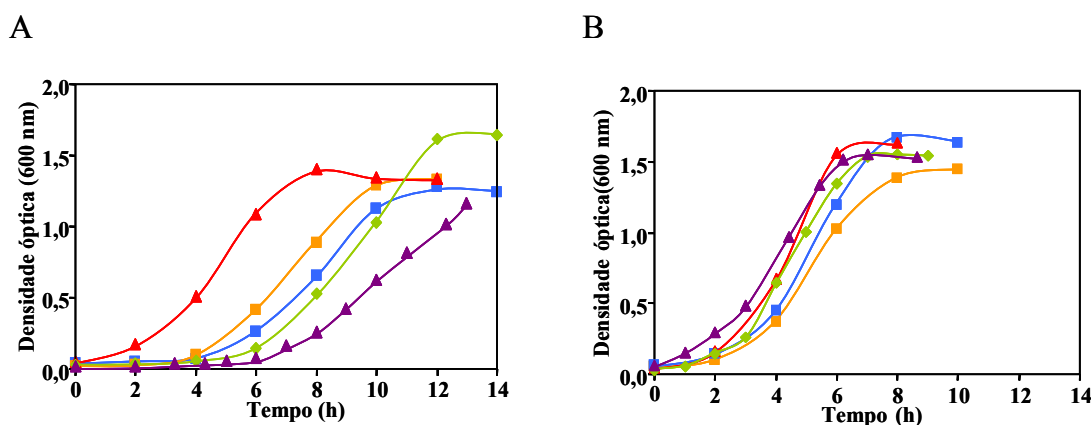 A
B
Densidade óptica (600 nm)
2,0
1,5
1,0
0,5
0,0
0 2 4 6 8 10 12 14
Tempo (h)
Densidade óptica(600 nm)
2,0
1,5
1,0
0,5
0,0
0 2 4 6 8 10 12 14
Tempo (h)